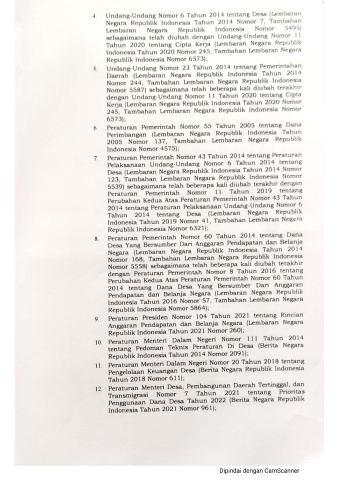 4. Undang-Undang Nomor 6 Tahun 2014 tentang Desa (Lembaran
Negara Republik Indonesia Tahun 2014 Nomor 7, Tambahan
Lembaran Negara Republik Indonesia Nomor 5495)
sebagaimana telah diubah dengan Undang-Undang Nomor 11
Tahun 2020 tentang Cipta Kerja (Lembaran Negara Republik
Indonesia Tahun 2020 Nomor 245, Tambahan Lembaran Negara
Republik Indonesia Nomor 6573);
5. Undang-Undang Nomor 23 Tahun 2014 tentang Pemerintahan
Daerah (Lembaran Negara Republik Indonesia Tahun 2014
Nomor 244, Tambahan Lembaran Negara Republik Indonesia
Nomor 5587) sebagaimana telah beberapa kali diubah terakhir
dengan Undang-Undang Nomor 11 Tahun 2020 tentang Cipta
Kerja (Lembaran Negara Republik Indonesia Tahun 2020 Nomor
245, Tambahan Lembaran Negara Republik Indonesia Nomor
6573);
6. Peraturan Pemerintah Nomor 55 Tahun 2005 tentang Dana
Perimbangan (Lembaran Negara Republik Indonesia Tahun
2005 Nomor 137, Tambahan Lembaran Negara Republik
Indonesia Nomor 4575);
7. Peraturan Pemerintah Nomor 43 Tahun 2014 tentang Peraturan
Pelaksanaan Undang-Undang Nomor 6 Tahun 2014 tentang
Desa (Lembaran Negara Republik Indonesia Tahun 2014 Nomor
123, Tambahan Lembaran Negara Republik Indonesia Nomor
5539) sebagaimana telah beberapa kali diubah terakhir dengan
Peraturan Pemerintah Nomor 11 Tahun 2019 tentang
Perubahan Kedua Atas Peraturan Pemerintah Nomor 43 Tahun
2014 tentang Peraturan Pelaksanaan Undang-Undang Nomor 6
Tahun 2014 tentang Desa (Lembaran Negara Republik
Indonesia Tahun 2019 Nomor 41, Tambahan Lembaran Negara
Republik Indonesia Nomor 6321);
8. Peraturan Pemerintah Nomor 60 Tahun 2014 tentang Dana
Desa Yang Bersumber Dari Anggaran Pendapatan dan Belanja
Negara (Lembaran Negara Republik Indonesia Tahun 2014
Nomor 168, Tambahan Lembaran Negara Republik Indonesia
Nomor 5558) sebagaimana telah beberapa kali diubah terakhir
dengan Peraturan Pemerintah Nomor 8 Tahun 2016 tentang
Perubahan Kedua Atas Peraturan Pemerintah Nomor 60 Tahun
2014 tentang Dana Desa Yang Bersumber Dari Anggaran
Pendapatan dan Belanja Negara (Lembaran Negara Republik
Indonesia Tahun 2016 Nomor 57, Tambahan Lembaran Negara
Republik Indonesia Nomor 5864);
9. Peraturan Presiden Nomor 104 Tahun 2021 tentang Rincian
Anggaran Pendapatan dan Belanja Negara (Lembaran Negara
Republik Indonesia Tahun 2021 Nomor 260);
10. Peraturan Menteri Dalam Negeri Nomor 111 Tahun 2014
tentang Pedoman Teknis Peraturan Di Desa (Berita Negara
Republik Indonesia Tahun 2014 Nomor 2091);
11. Peraturan Menteri Dalam Negeri Nomor 20 Tahun 2018 tentang
Pengelolaan Keuangan Desa (Berita Negara Republik Indonesia
Tahun 2018 Nomor 611);
12. Peraturan Menteri Desa, Pembangunan Daerah Tertinggal, dan
Transmigrasi Nomor 7 Tahun 2021 tentang Prioritas
Penggunaan Dana Desa Tahun 2022 (Berita Negara Republik
Indonesia Tahun 2021 Nomor 961);
Dipindai dengan CamScanner